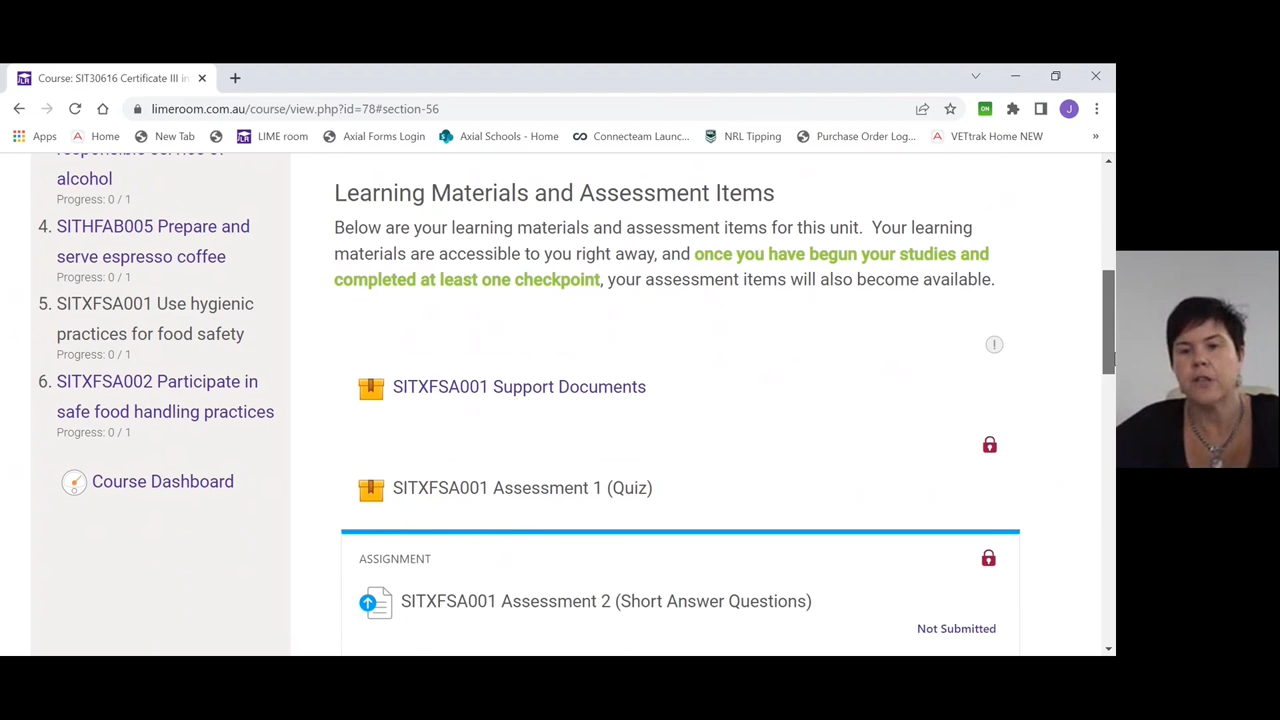 Course: SIT30616 Certificate III in
limeroom.com.au/course/view.php?id=78#section-56
ON
J
Apps
Home
New Tab
LIME room
Axial Forms Login
Axial Schools - Home
Connecteam Launc...
NRL Tipping
Purchase Order Log...
VETtrak Home NEW
»
responsible service of
alcohol
Progress: 0 / 1
4. SITHFAB005 Prepare and
serve espresso coffee
Progress: 0 / 1
5. SITXFSA001 Use hygienic
practices for food safety
Progress: 0 / 1
6. SITXFSA002 Participate in
safe food handling practices
Progress: 0 / 1
Course Dashboard
Learning Materials and Assessment Items
Below are your learning materials and assessment items for this unit. Your learning
materials are accessible to you right away, and once you have begun your studies and
completed at least one checkpoint, your assessment items will also become available.
!
SITXFSA001 Support Documents
SITXFSA001 Assessment 1 (Quiz)
ASSIGNMENT
SITXFSA001 Assessment 2 (Short Answer Questions)
Not Submitted